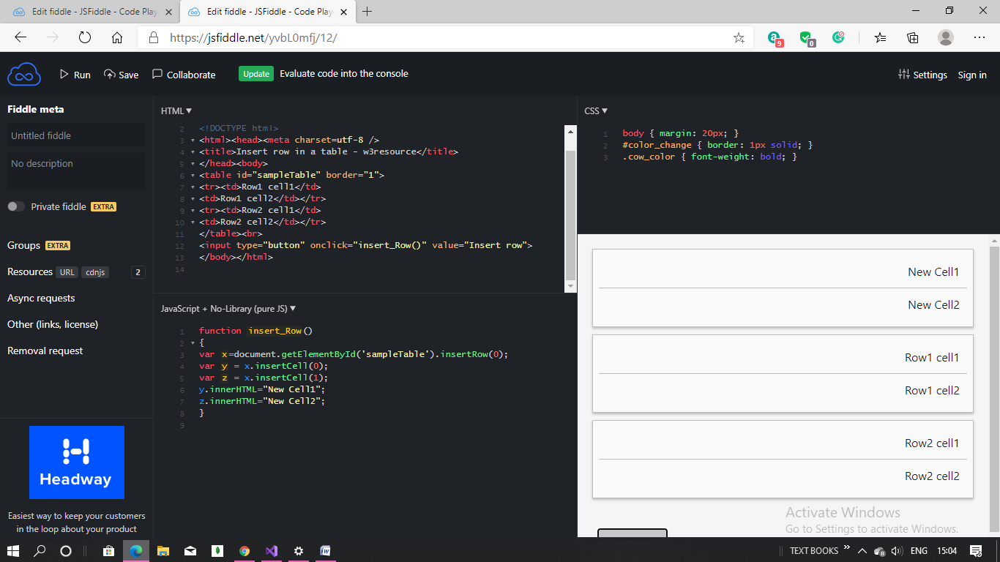 Edit fiddle - JSFiddle - Code Play
Edit fiddle - JSFiddle - Code Play
https://jsfiddle.net/yvbL0mfj/12/
9
0
Run
Save
Collaborate
Update
Evaluate code into the console
Settings
Sign in
Fiddle meta
Untitled fiddle
No description
Private fiddle EXTRA
Groups EXTRA
Resources URL cdnjs 2
Async requests
Other (links, license)
Removal request
Headway
Easiest way to keep your customers
in the loop about your product
HTML
2 <!DOCTYPE html>
3 <html><head><meta charset=utf-8 />
4 <title>Insert row in a table - w3resource</title>
5 </head><body>
6 <table id="sampleTable" border="1">
7 <tr><td>Row1 cell1</td>
8 <td>Row1 cell2</td></tr>
9 <tr><td>Row2 cell1</td>
10 <td>Row2 cell2</td></tr>
11 </table><br>
12 <input type="button" onclick="insert_Row()" value="Insert row">
13 </body></html>
14
JavaScript + No-Library (pure JS)
1 function insert_Row()
2 {
3 var x=document.getElementById('sampleTable').insertRow(0);
4 var y = x.insertCell(0);
5 var z = x.insertCell(1);
6 y.innerHTML="New Cell1";
7 z.innerHTML="New Cell2";
8 }
9
CSS
1 body { margin: 20px; }
2 #color_change { border: 1px solid; }
3 .cow_color { font-weight: bold; }
New Cell1
New Cell2
Row1 cell1
Row1 cell2
Row2 cell1
Row2 cell2
Activate Windows
Go to Settings to activate Windows.
TEXT BOOKS
ENG
15:04